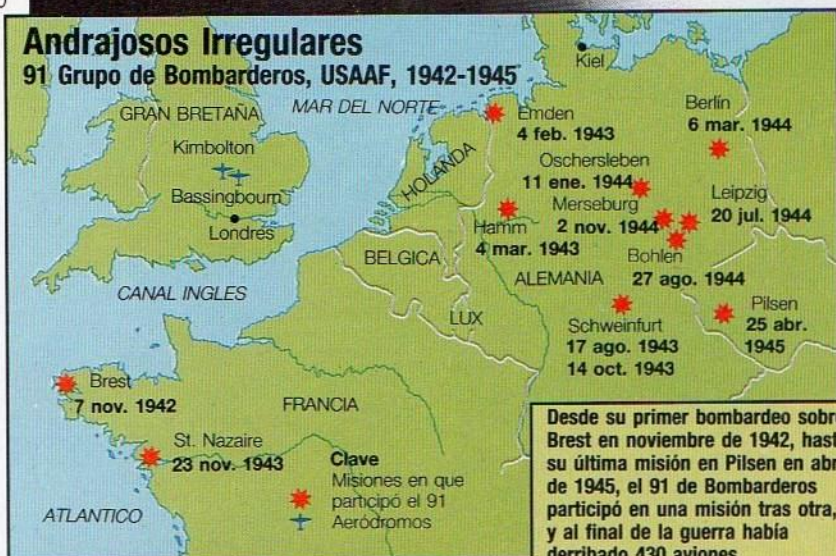 Andrajosos Irregulares
91 Grupo de Bombarderos, USAAF, 1942-1945
Kiel
GRAN BRETAÑA
MAR DEL NORTE
Emden
4 feb. 1943
Berlín
6 mar. 1944
Kimbolton
Oschersleben
11 ene. 1944
HOLANDA
Bassingbourn
Merseburg
2 nov. 1944
Leipzig
20 jul. 1944
Londres
Hamm
4 mar. 1943
BELGICA
Bohlen
27 ago. 1944
ALEMANIA
CANAL INGLES
LUX
Pilsen
25 abr.
1945
Schweinfurt
17 ago. 1943
14 oct. 1943
Brest
7 nov. 1942
FRANCIA
St. Nazaire
23 nov. 1943
Clave
Misiones en que
participó el 91
Aeródromos
ATLANTICO
Desde su primer bombardeo sobre
Brest en noviembre de 1942, hast
su última misión en Pilsen en abr
de 1945, el 91 de Bombarderos
participó en una misión tras otra,
y al final de la guerra había
derribado 430 aviones